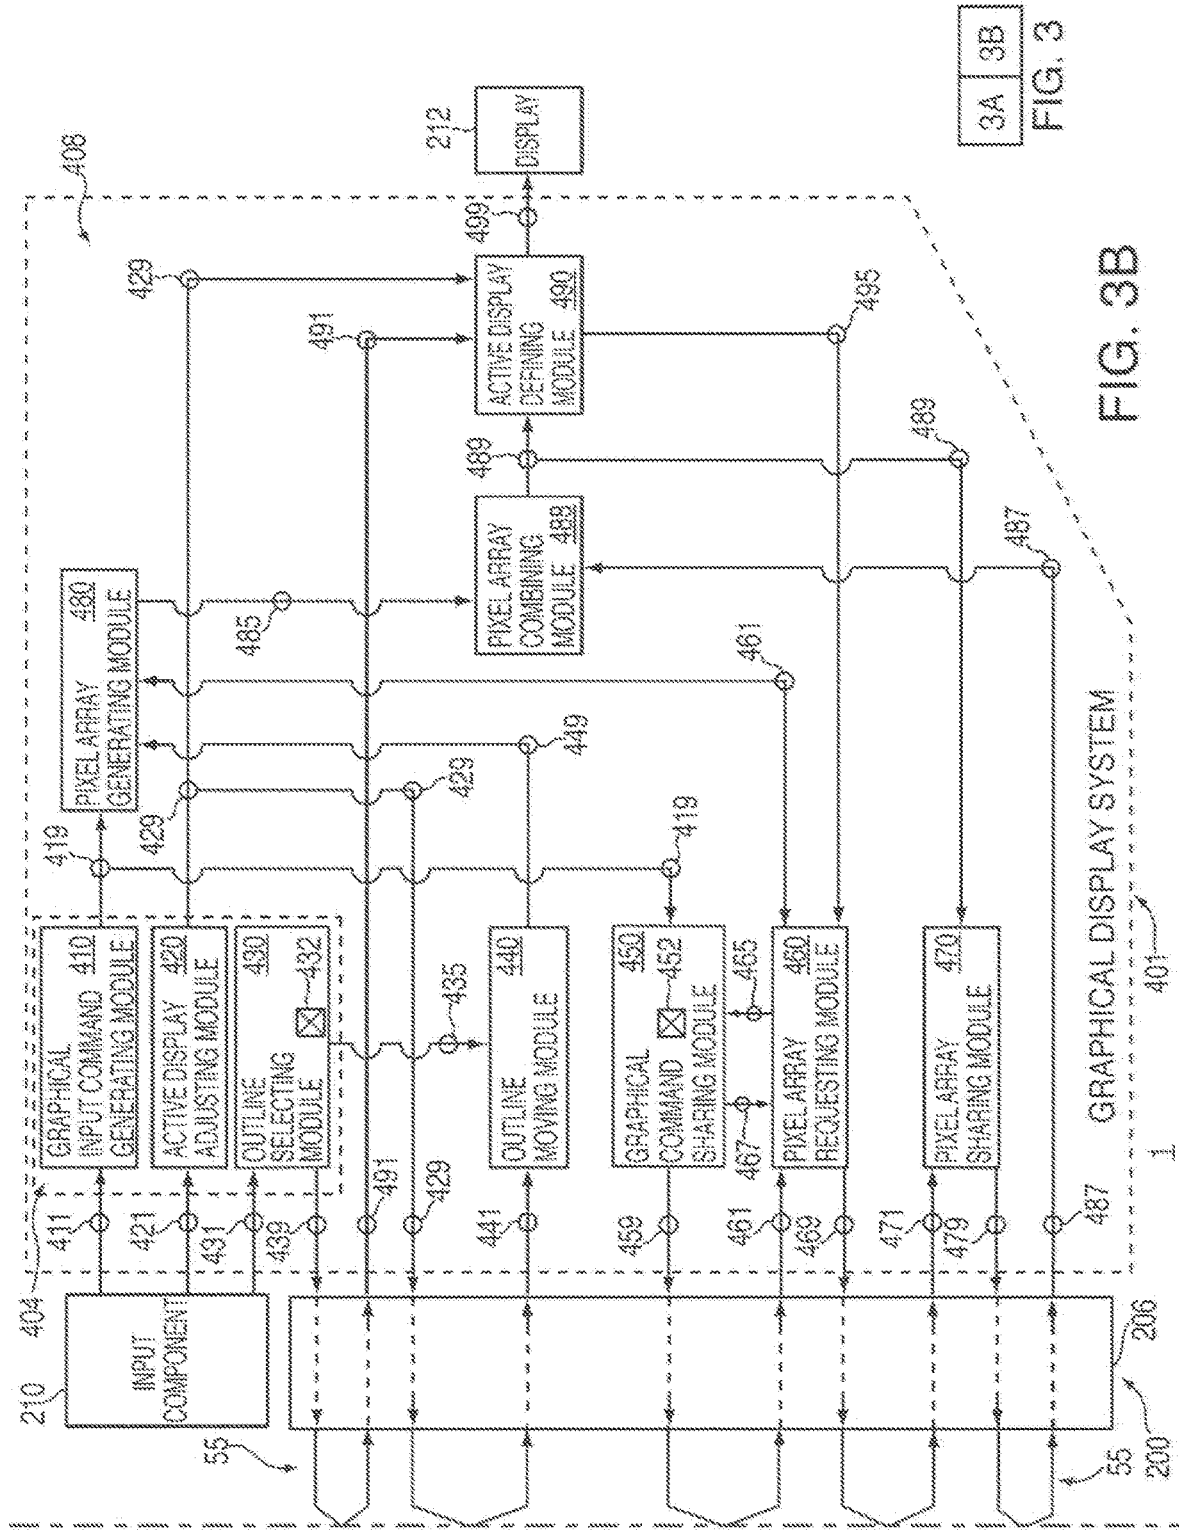 210
INPUT
COMPONENT
404
411
421
431
439
GRAPHICAL
INPUT COMMAND
GENERATING MODULE
410
ACTIVE DISPLAY
ADJUSTING MODULE
420
OUTLINE
SELECTING
MODULE
430
432
419
PIXEL ARRAY
GENERATING MODULE
480
429
429
408
55
491
429
435
429
485
491
441
OUTLINE
MOVING MODULE
440
449
PIXEL ARRAY
COMBINING
MODULE
488
489
ACTIVE DISPLAY
DEFINING
MODULE
490
499
212
DISPLAY
459
GRAPHICAL
COMMAND
SHARING MODULE
450
452
419
467
465
461
469
PIXEL ARRAY
REQUESTING MODULE
460
461
495
471
479
PIXEL ARRAY
SHARING MODULE
470
489
487
487
55
200
206
GRAPHICAL DISPLAY SYSTEM
401
1
FIG. 3B
3A
3B
FIG. 3